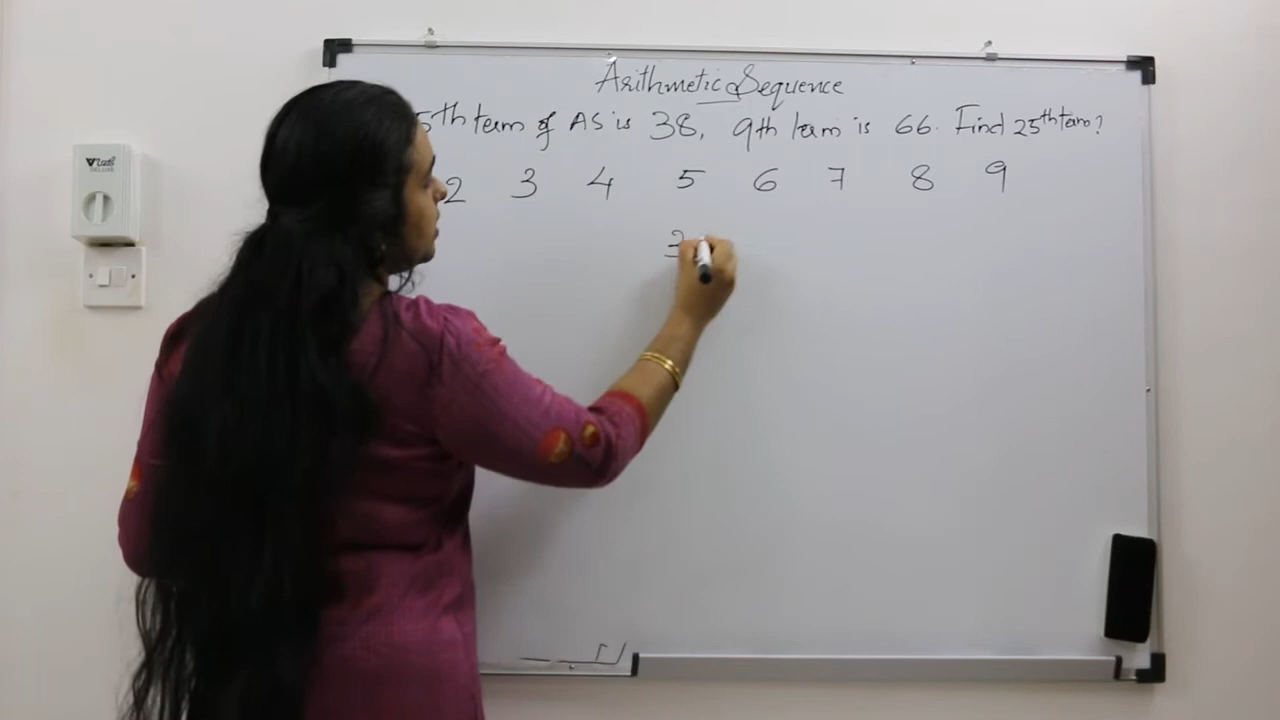 Arithmetic Sequence
5th term of AS is 38, 9th term is 66. Find 25th term?
2 3 4 5 6 7 8 9
3
DELUXE